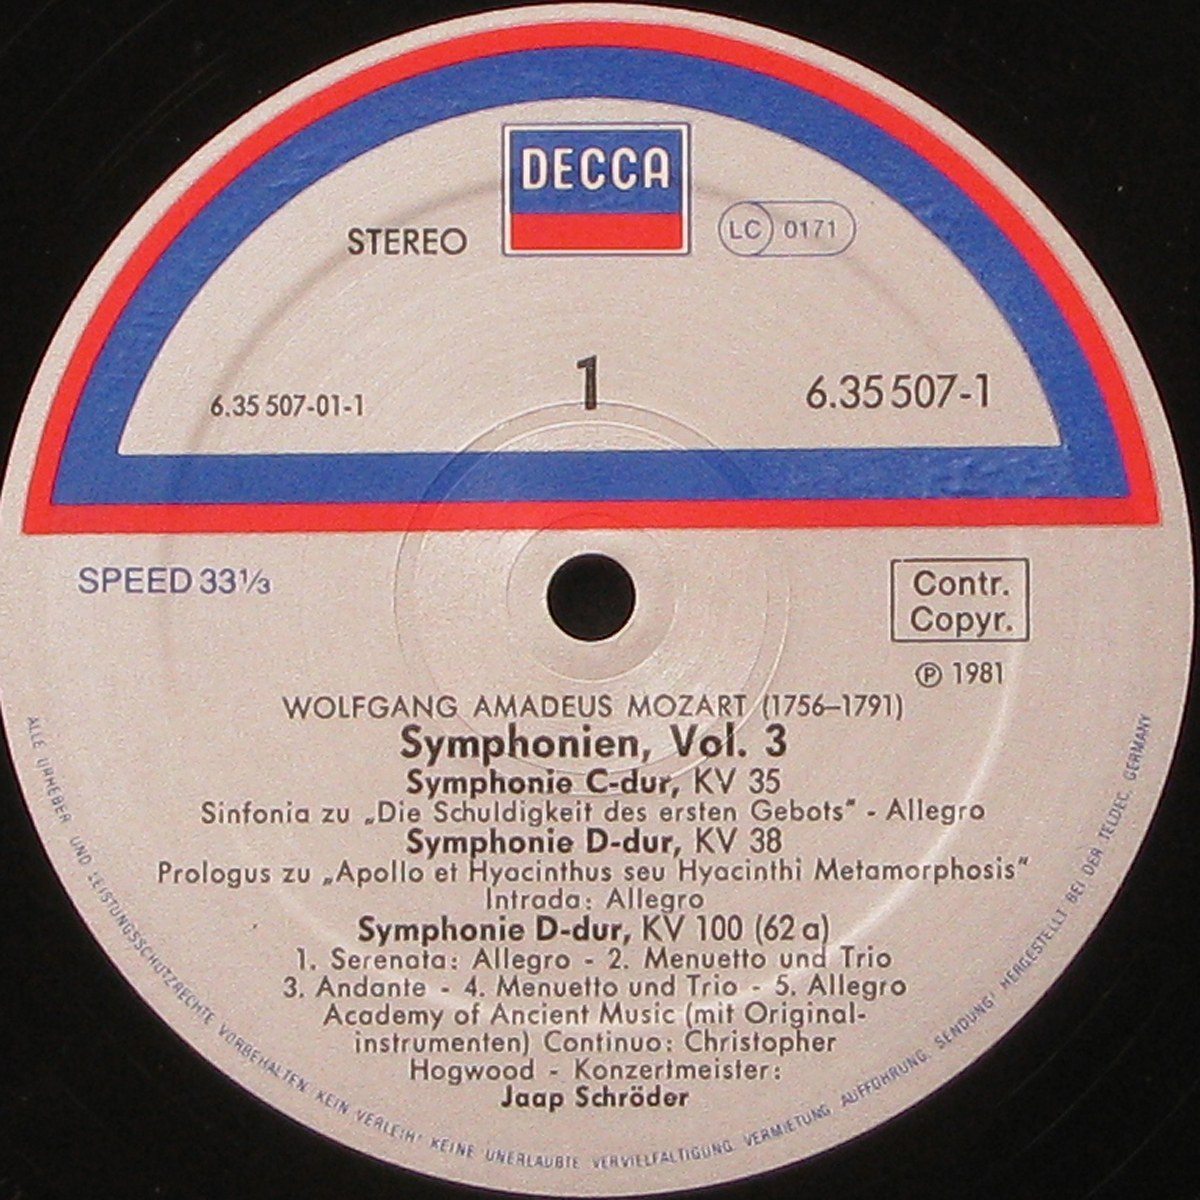 DECCA
STEREO
LC 0171
1
6.35 507-01-1
6.35 507-1
SPEED 33⅓
Contr.
Copyr.
℗ 1981
WOLFGANG AMADEUS MOZART (1756–1791)
Symphonien, Vol. 3
Symphonie C-dur, KV 35
Sinfonia zu „Die Schuldigkeit des ersten Gebots“ - Allegro
Symphonie D-dur, KV 38
Prologus zu „Apollo et Hyacinthus seu Hyacinthi Metamorphosis“
Intrada: Allegro
Symphonie D-dur, KV 100 (62 a)
1. Serenata: Allegro - 2. Menuetto und Trio
3. Andante - 4. Menuetto und Trio - 5. Allegro
Academy of Ancient Music (mit Original-
instrumenten) Continuo: Christopher
Hogwood - Konzertmeister:
Jaap Schröder
ALLE URHEBER UND LEISTUNGSSCHUTZRECHTE VORBEHALTEN. KEIN VERLEIH! KEINE UNERLAUBTE VERVIELFÄLTIGUNG, VERMIETUNG, AUFFÜHRUNG, SENDUNG! HERGESTELLT BEI DER TELDEC, GERMANY